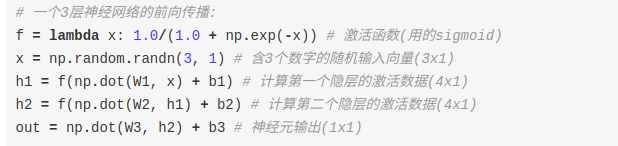 # 一个3层神经网络的前向传播:
f = lambda x: 1.0/(1.0 + np.exp(-x)) # 激活函数(用的sigmoid)
x = np.random.randn(3, 1) # 含3个数字的随机输入向量(3x1)
h1 = f(np.dot(W1, x) + b1) # 计算第一个隐层的激活数据(4x1)
h2 = f(np.dot(W2, h1) + b2) # 计算第二个隐层的激活数据(4x1)
out = np.dot(W3, h2) + b3 # 神经元输出(1x1)